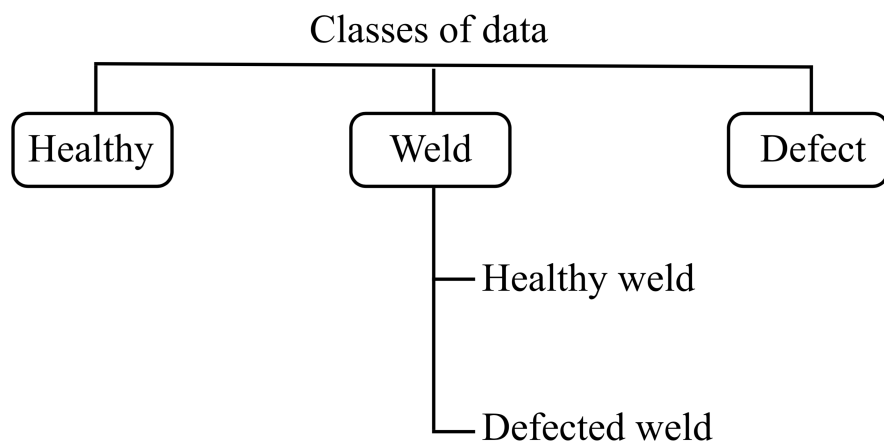 Classes of data
Healthy
Weld
Defect
Healthy weld
Defected weld